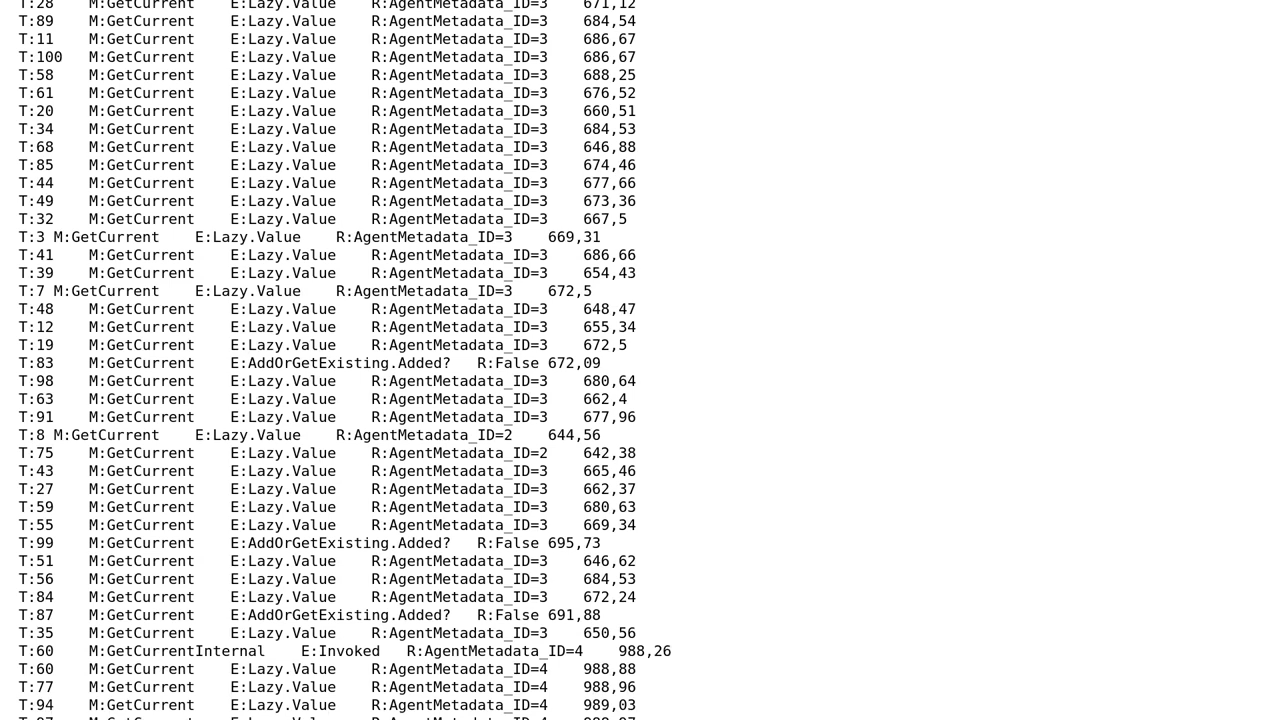 T:28    M:GetCurrent    E:Lazy.Value    R:AgentMetadata_ID=3    671,12
T:89    M:GetCurrent    E:Lazy.Value    R:AgentMetadata_ID=3    684,54
T:11    M:GetCurrent    E:Lazy.Value    R:AgentMetadata_ID=3    686,67
T:100   M:GetCurrent    E:Lazy.Value    R:AgentMetadata_ID=3    686,67
T:58    M:GetCurrent    E:Lazy.Value    R:AgentMetadata_ID=3    688,25
T:61    M:GetCurrent    E:Lazy.Value    R:AgentMetadata_ID=3    676,52
T:20    M:GetCurrent    E:Lazy.Value    R:AgentMetadata_ID=3    660,51
T:34    M:GetCurrent    E:Lazy.Value    R:AgentMetadata_ID=3    684,53
T:68    M:GetCurrent    E:Lazy.Value    R:AgentMetadata_ID=3    646,88
T:85    M:GetCurrent    E:Lazy.Value    R:AgentMetadata_ID=3    674,46
T:44    M:GetCurrent    E:Lazy.Value    R:AgentMetadata_ID=3    677,66
T:49    M:GetCurrent    E:Lazy.Value    R:AgentMetadata_ID=3    673,36
T:32    M:GetCurrent    E:Lazy.Value    R:AgentMetadata_ID=3    667,5
T:3 M:GetCurrent    E:Lazy.Value    R:AgentMetadata_ID=3    669,31
T:41    M:GetCurrent    E:Lazy.Value    R:AgentMetadata_ID=3    686,66
T:39    M:GetCurrent    E:Lazy.Value    R:AgentMetadata_ID=3    654,43
T:7 M:GetCurrent    E:Lazy.Value    R:AgentMetadata_ID=3    672,5
T:48    M:GetCurrent    E:Lazy.Value    R:AgentMetadata_ID=3    648,47
T:12    M:GetCurrent    E:Lazy.Value    R:AgentMetadata_ID=3    655,34
T:19    M:GetCurrent    E:Lazy.Value    R:AgentMetadata_ID=3    672,5
T:83    M:GetCurrent    E:AddOrGetExisting.Added?   R:False 672,09
T:98    M:GetCurrent    E:Lazy.Value    R:AgentMetadata_ID=3    680,64
T:63    M:GetCurrent    E:Lazy.Value    R:AgentMetadata_ID=3    662,4
T:91    M:GetCurrent    E:Lazy.Value    R:AgentMetadata_ID=3    677,96
T:8 M:GetCurrent    E:Lazy.Value    R:AgentMetadata_ID=2    644,56
T:75    M:GetCurrent    E:Lazy.Value    R:AgentMetadata_ID=2    642,38
T:43    M:GetCurrent    E:Lazy.Value    R:AgentMetadata_ID=3    665,46
T:27    M:GetCurrent    E:Lazy.Value    R:AgentMetadata_ID=3    662,37
T:59    M:GetCurrent    E:Lazy.Value    R:AgentMetadata_ID=3    680,63
T:55    M:GetCurrent    E:Lazy.Value    R:AgentMetadata_ID=3    669,34
T:99    M:GetCurrent    E:AddOrGetExisting.Added?   R:False 695,73
T:51    M:GetCurrent    E:Lazy.Value    R:AgentMetadata_ID=3    646,62
T:56    M:GetCurrent    E:Lazy.Value    R:AgentMetadata_ID=3    684,53
T:84    M:GetCurrent    E:Lazy.Value    R:AgentMetadata_ID=3    672,24
T:87    M:GetCurrent    E:AddOrGetExisting.Added?   R:False 691,88
T:35    M:GetCurrent    E:Lazy.Value    R:AgentMetadata_ID=3    650,56
T:60    M:GetCurrentInternal    E:Invoked   R:AgentMetadata_ID=4    988,26
T:60    M:GetCurrent    E:Lazy.Value    R:AgentMetadata_ID=4    988,88
T:77    M:GetCurrent    E:Lazy.Value    R:AgentMetadata_ID=4    988,96
T:94    M:GetCurrent    E:Lazy.Value    R:AgentMetadata_ID=4    989,03